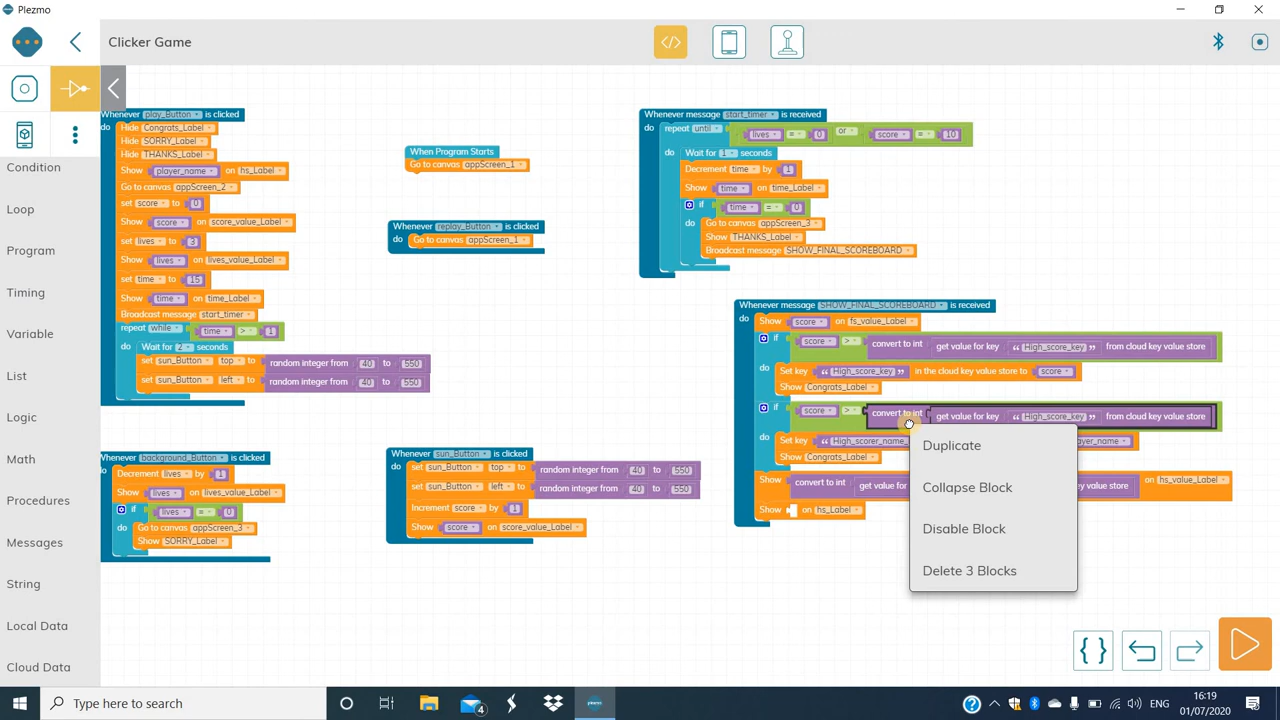 Plezmo
Clicker Game
</>
Condition
Loop
Program
Timing
Variable
List
Logic
Math
Procedures
Messages
String
Local Data
Cloud Data
Whenever play_Button is clicked
do Hide Congrats_Label
Hide SORRY_Label
Hide THANKS_Label
Show player_name on hs_Label
Go to canvas appScreen_2
set score to 0
Show score on score_value_Label
set lives to 3
Show lives on lives_value_Label
set time to 15
Show time on time_Label
Broadcast message start_timer
repeat while time > 1
do Wait for 2 seconds
set sun_Button top to random integer from 40 to 550
set sun_Button left to random integer from 40 to 550
Whenever background_Button is clicked
do Decrement lives by 1
Show lives on lives_value_Label
if lives = 0
do Go to canvas appScreen_3
Show SORRY_Label
When Program Starts
Go to canvas appScreen_1
Whenever replay_Button is clicked
do Go to canvas appScreen_1
Whenever sun_Button is clicked
do set sun_Button top to random integer from 40 to 550
set sun_Button left to random integer from 40 to 550
Increment score by 1
Show score on score_value_Label
Whenever message start_timer is received
do repeat until lives = 0 or score = 10
do Wait for 1 seconds
Decrement time by 1
Show time on time_Label
if time = 0
do Go to canvas appScreen_3
Show THANKS_Label
Broadcast message SHOW_FINAL_SCOREBOARD
Whenever message SHOW_FINAL_SCOREBOARD is received
do Show score on fs_value_Label
if score > convert to int get value for key “ High_score_key ” from cloud key value store
do Set key “ High_score_key ” in the cloud key value store to score
Show Congrats_Label
if score > convert to int get value for key “ High_score_key ” from cloud key value store
do Set key “ High_scorer_name_ ayer_name
Show Congrats_Label
Show convert to int get value for key value store on hs_value_Label
Show on hs_Label
Duplicate
Collapse Block
Disable Block
Delete 3 Blocks
{ }
Type here to search
4
ENG
16:19
01/07/2020